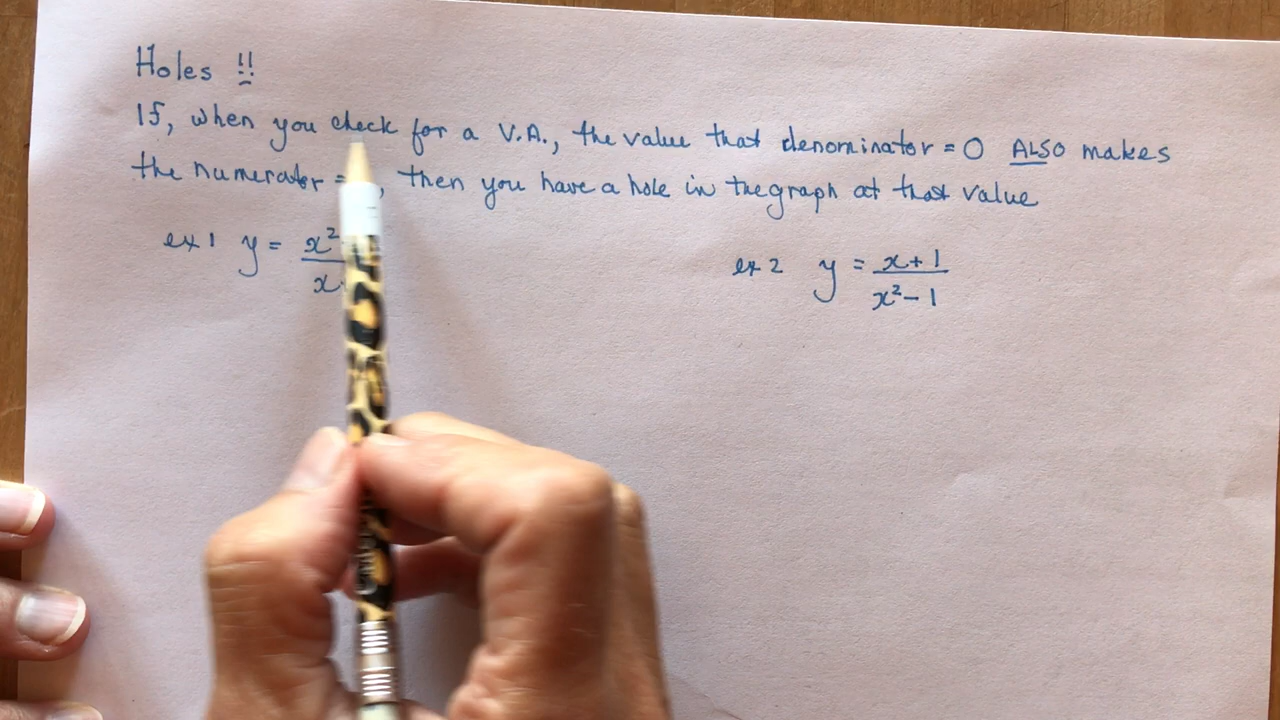 Holes !!
If, when you check for a V.A., the value that denominator = 0 ALSO makes
the numerator = , then you have a hole in the graph at that value
ex 1 y = x²
x
ex 2 y = x+1
x²-1